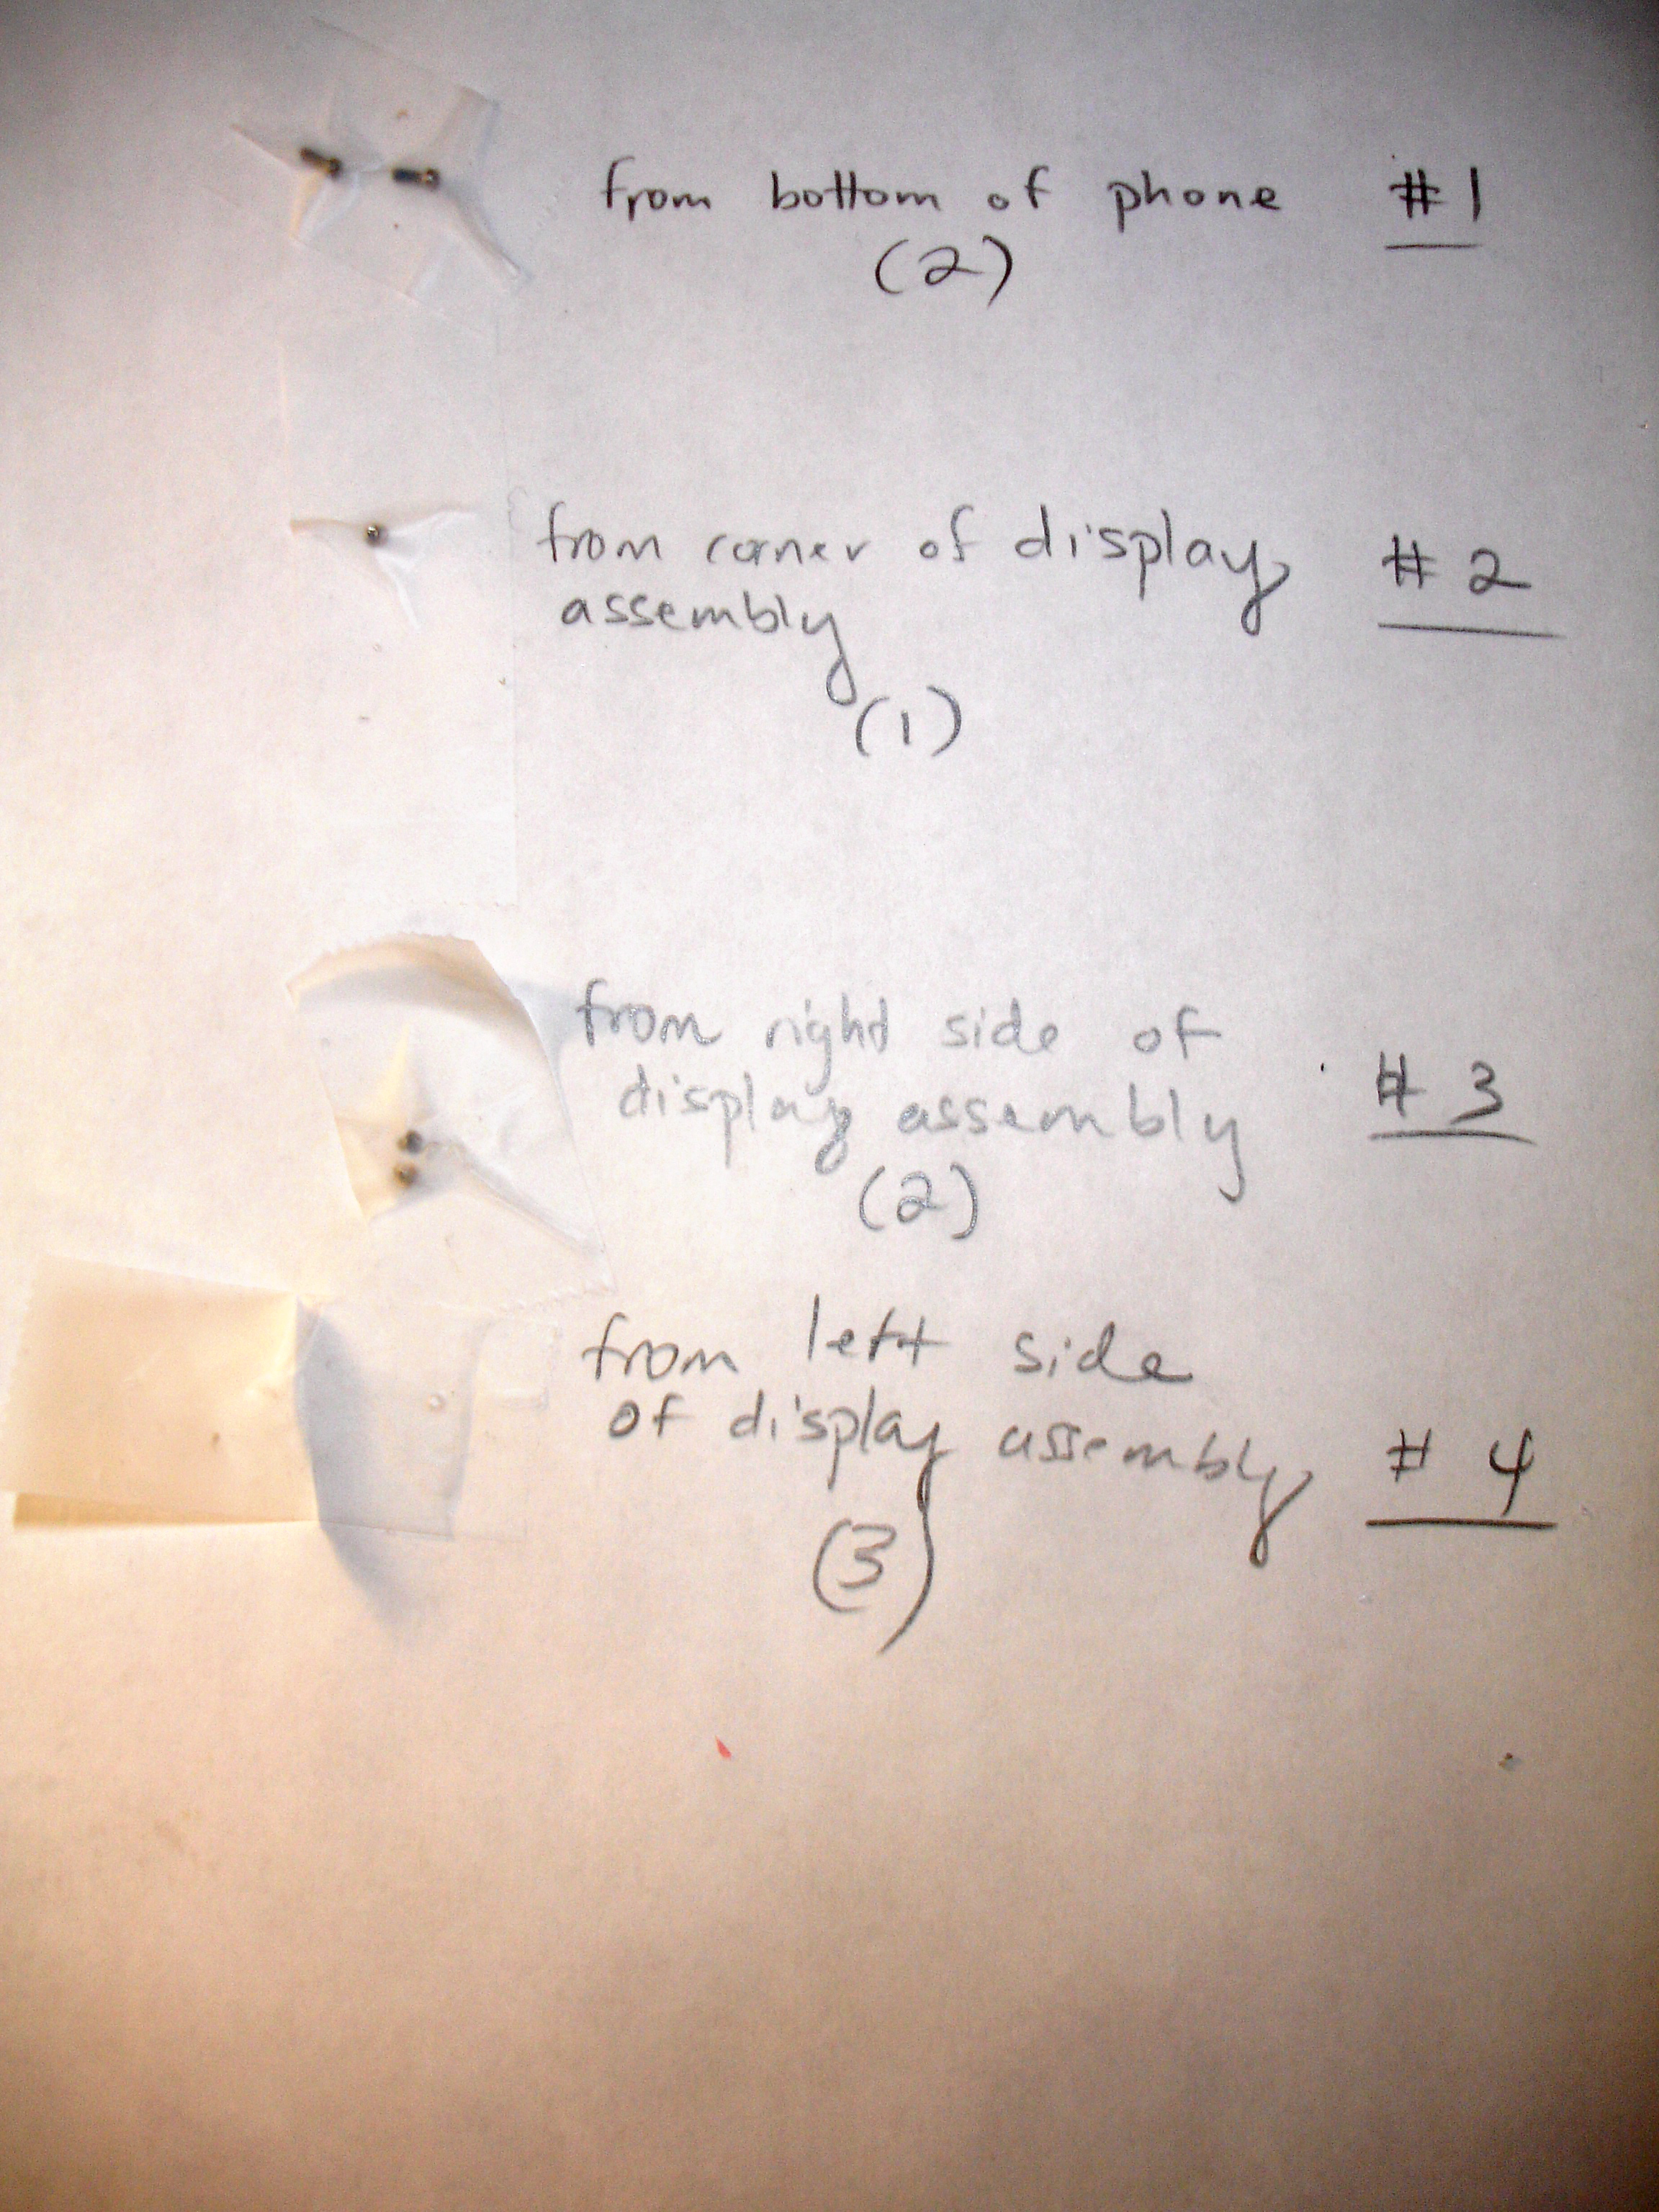 from bottom of phone #1
(2)
from corner of display #2
assembly
(1)
from right side of
display assembly #3
(2)
from left side
of display assembly #4
(3)